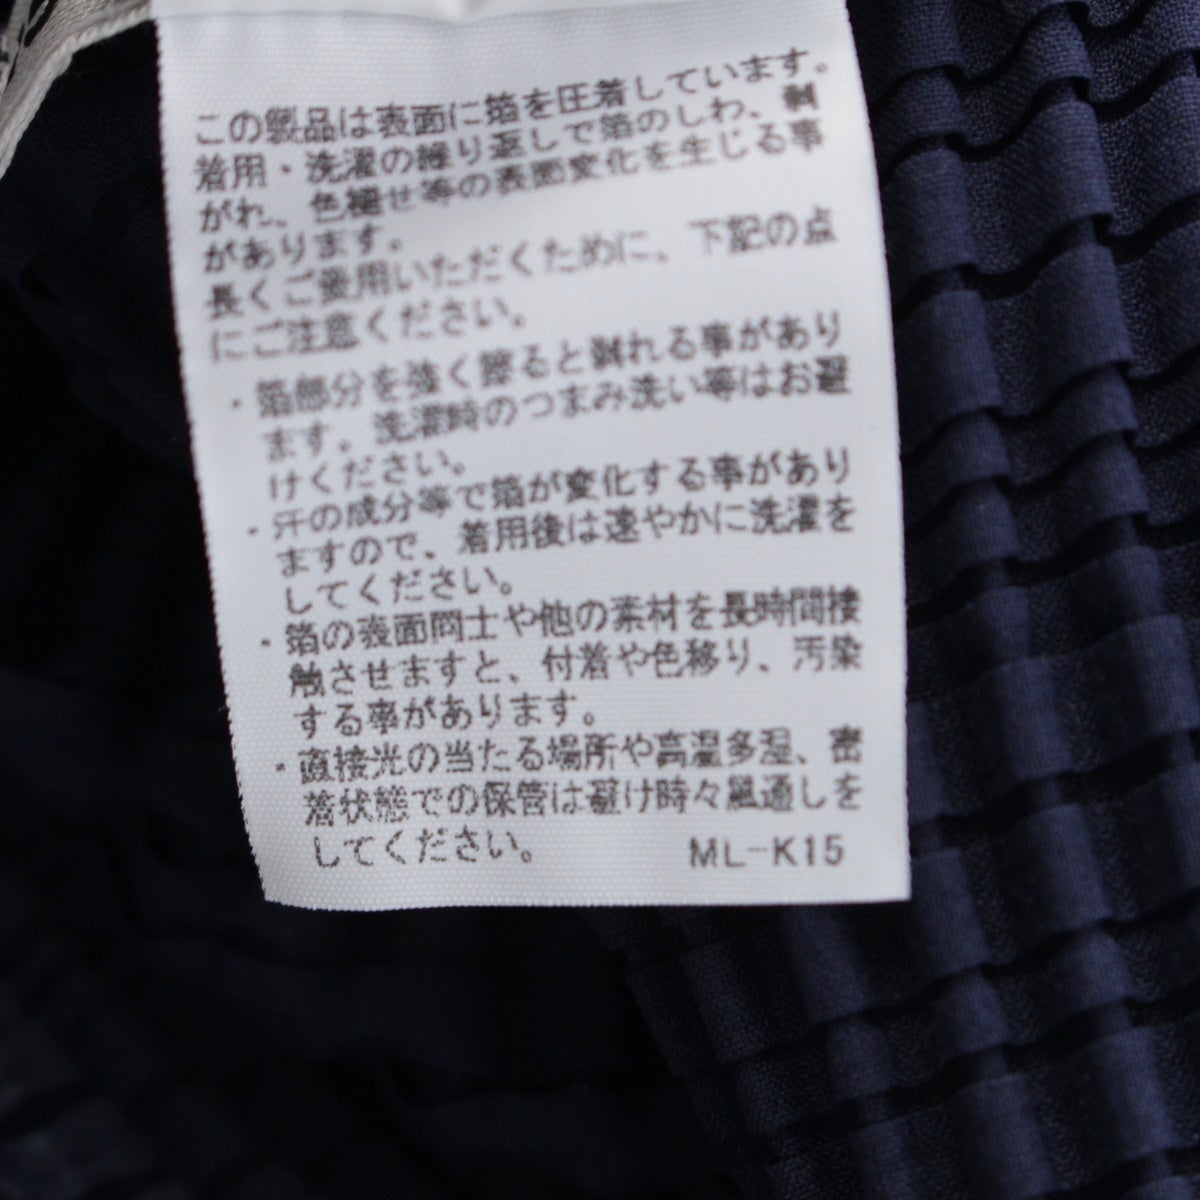 この製品は表面に箔を圧着しています。
着用・洗濯の繰り返しで箔のしわ、剥
がれ、色褪せ等の表面変化を生じる事
があります。
長くご愛用いただくために、下記の点
にご注意ください。
・箔部分を強く擦ると剥れる事があり
ます。洗濯時のつまみ洗い等はお避
けください。
・汗の成分等で箔が変化する事があり
ますので、着用後は速やかに洗濯を
してください。
・箔の表面同士や他の素材を長時間接
触させますと、付着や色移り、汚染
する事があります。
・直接光の当たる場所や高温多湿、密
着状態での保管は避け時々風通しを
してください。
ML-K15